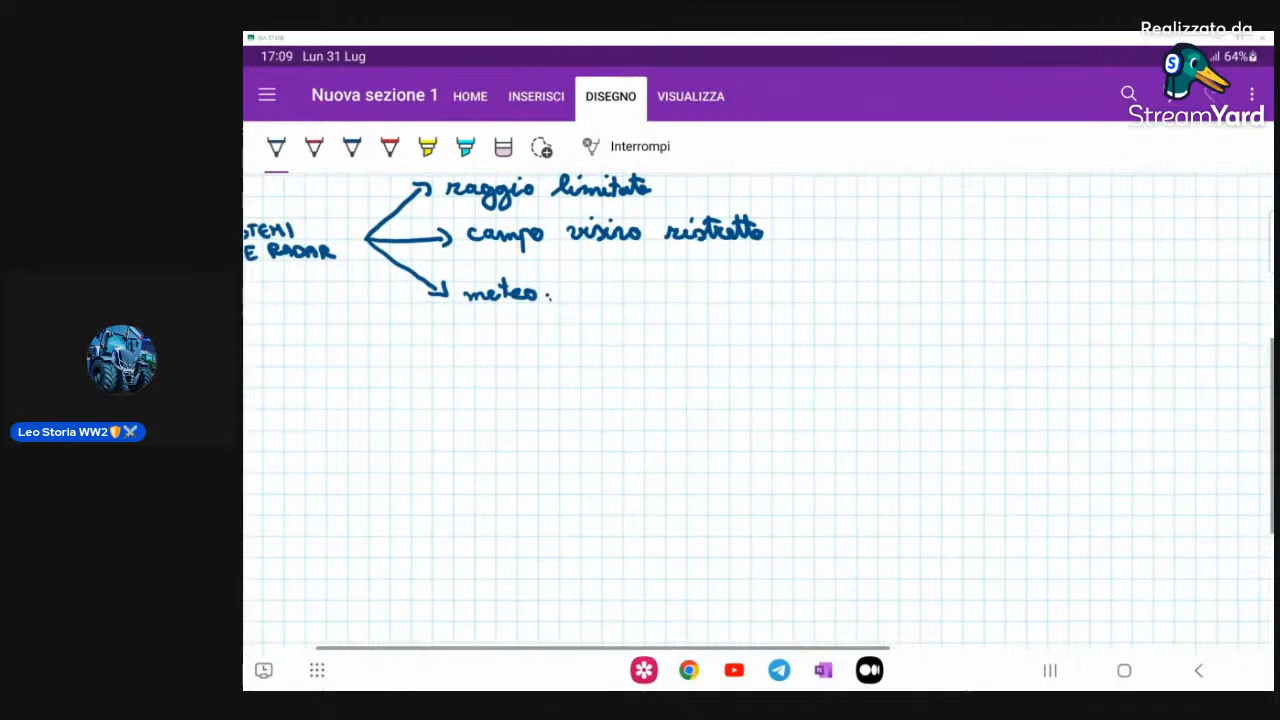 Realizzato da
StreamYard
17:09 Lun 31 Lug
64%
Nuova sezione 1 HOME INSERISCI DISEGNO VISUALIZZA
Interrompi
raggio limitato
STEMI
campo visivo ristretto
E RADAR
meteo
Leo Storia WW2